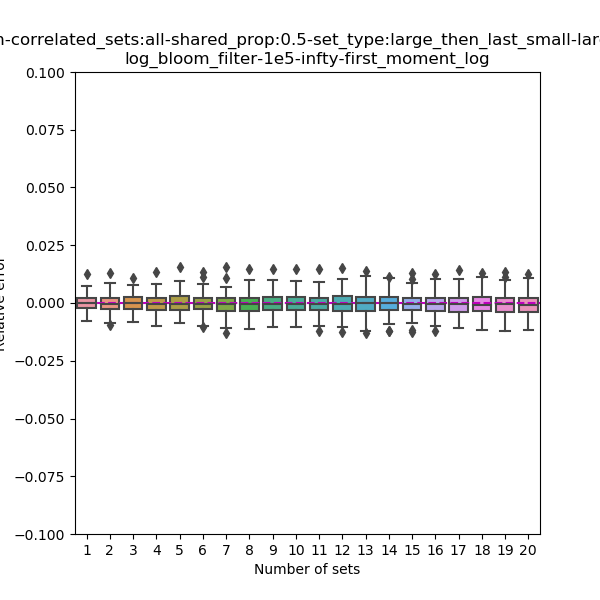 -correlated_sets:all-shared_prop:0.5-set_type:large_then_last_small-
log_bloom_filter-1e5-infty-first_moment_log
0.100
0.075
0.050
0.025
0.000
−0.025
−0.050
−0.075
−0.100
Relative error
1 2 3 4 5 6 7 8 9 10 11 12 13 14 15 16 17 18 19 20
Number of sets